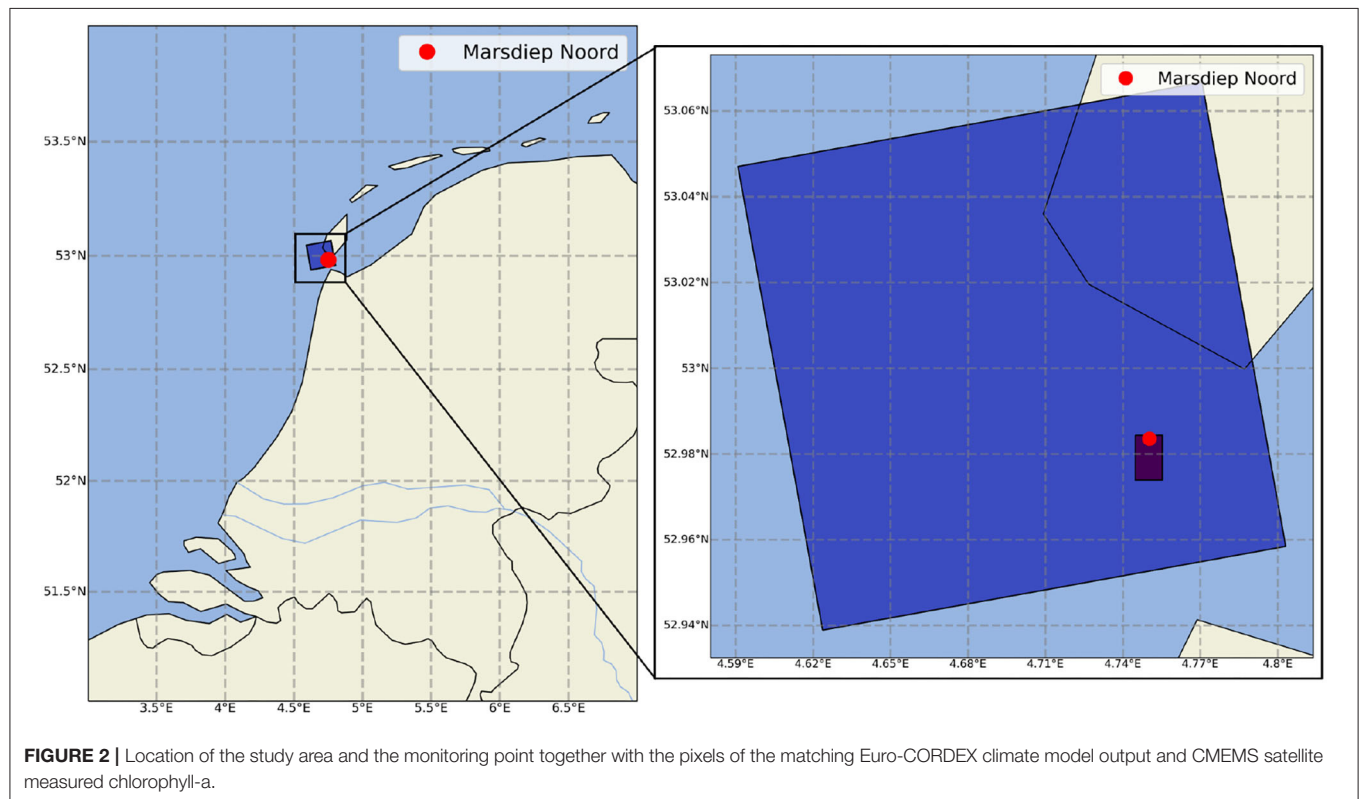 Marsdiep Noord
53.5°N
53°N
52.5°N
52°N
51.5°N
3.5°E 4°E 4.5°E 5°E 5.5°E 6°E 6.5°E
Marsdiep Noord
53.06°N
53.04°N
53.02°N
53°N
52.98°N
52.96°N
52.94°N
4.59°E 4.62°E 4.65°E 4.68°E 4.71°E 4.74°E 4.77°E 4.8°E
FIGURE 2 | Location of the study area and the monitoring point together with the pixels of the matching Euro-CORDEX climate model output and CMEMS satellite
measured chlorophyll-a.